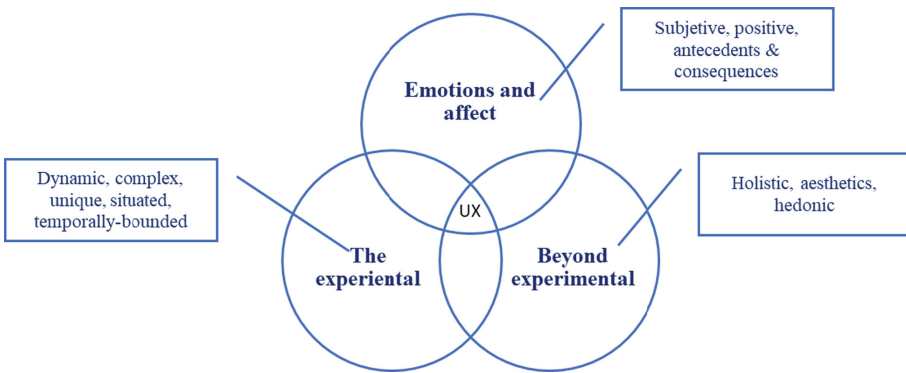 Subjetive, positive,
antecedents &
consequences
Emotions and
affect
Dynamic, complex,
unique, situated,
temporally-bounded
Holistic, aesthetics,
hedonic
UX
The
experiental
Beyond
experimental